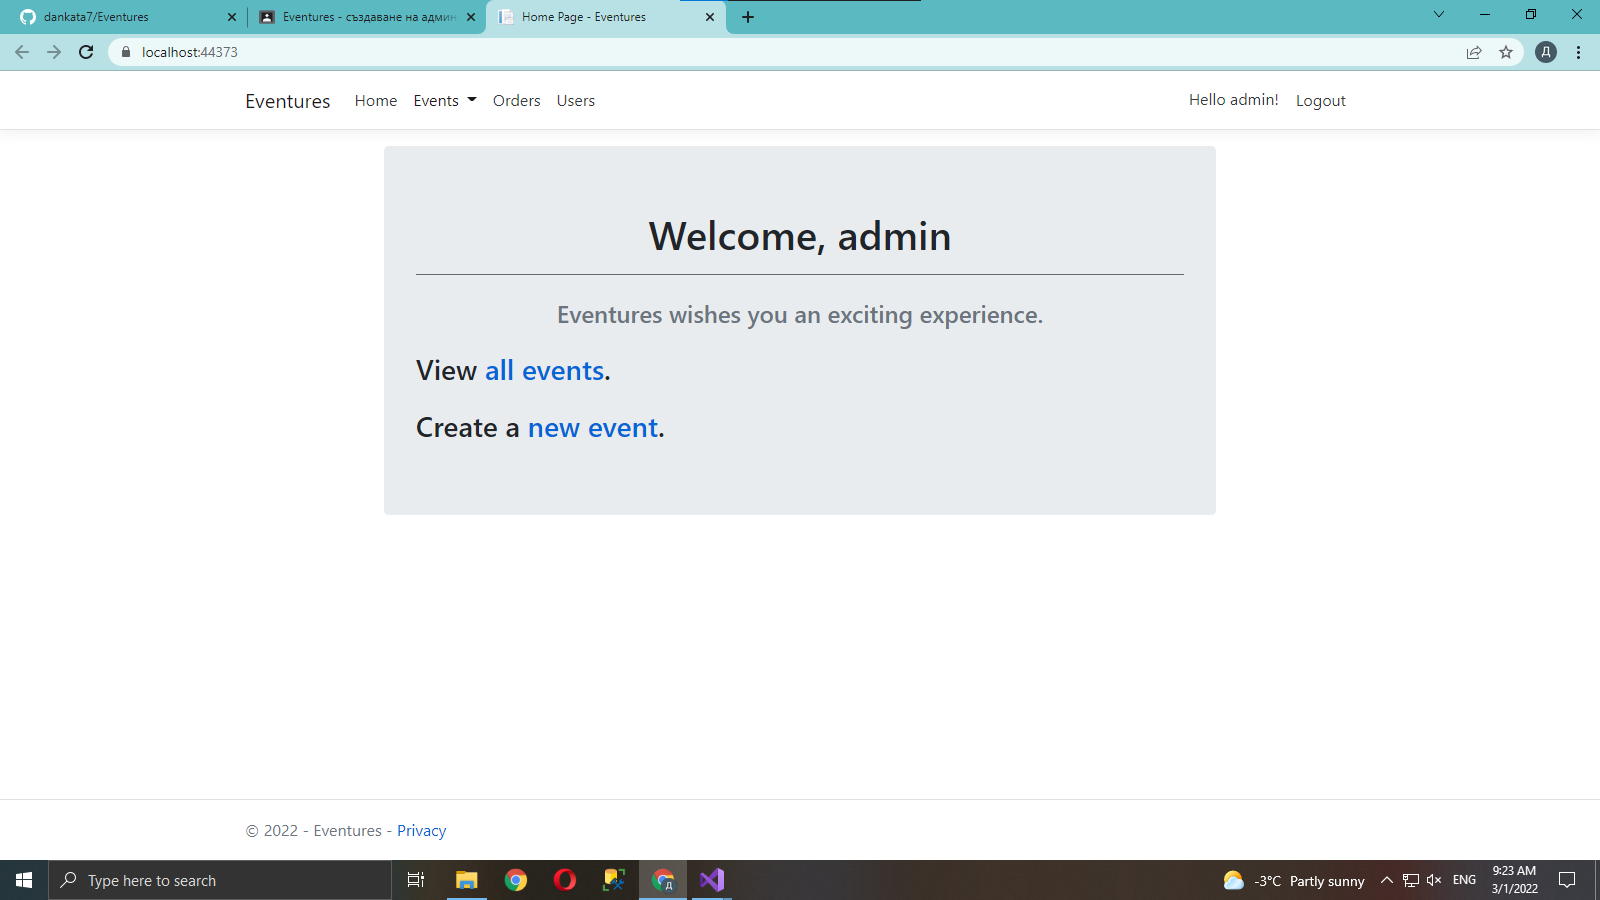 dankata7/Eventures
Eventures - създаване на админ
Home Page - Eventures
localhost:44373
Д
Eventures Home Events Orders Users Hello admin! Logout
Welcome, admin
Eventures wishes you an exciting experience.
View all events.
Create a new event.
© 2022 - Eventures - Privacy
Type here to search
Д
-3°C Partly sunny
ENG
9:23 AM
3/1/2022